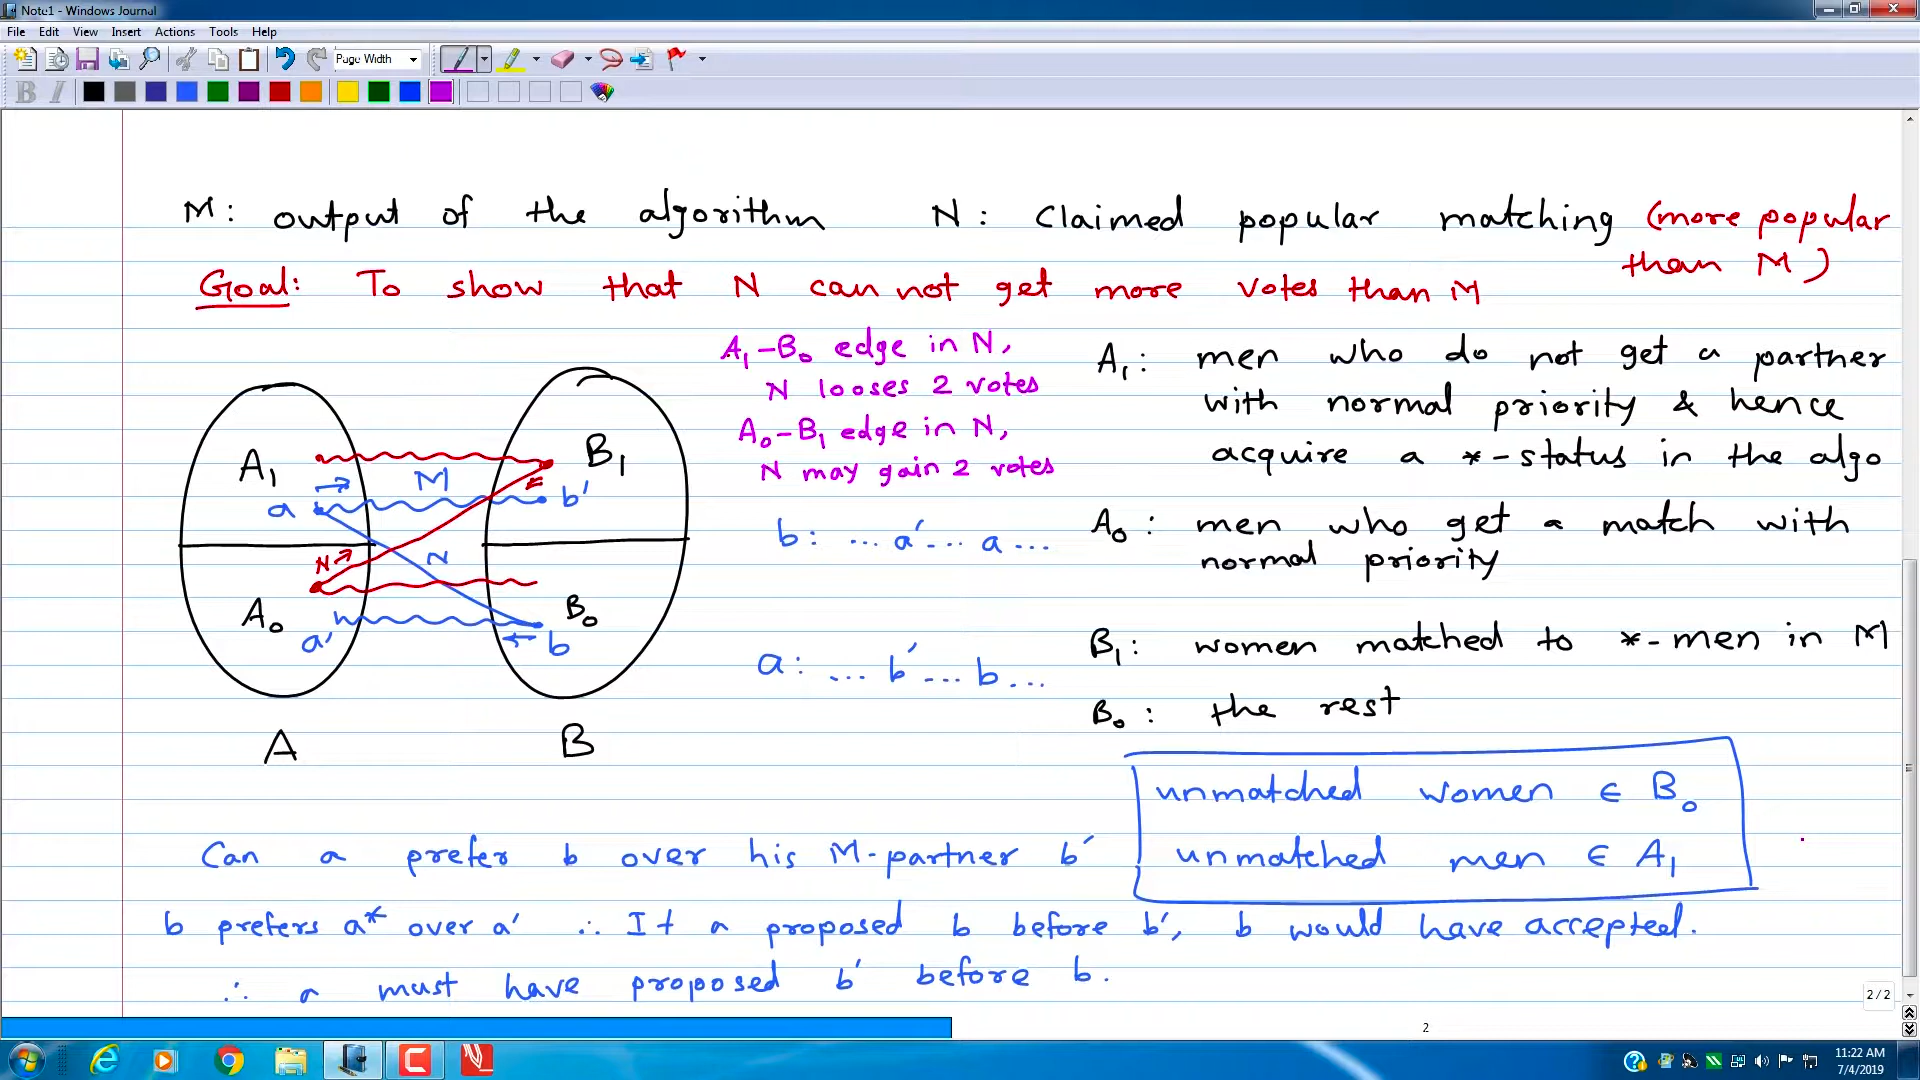 Note1 - Windows Journal
File Edit View Insert Actions Tools Help
Page Width
B I
M: output of the algorithm N: Claimed popular matching (more popular
than M)
Goal: To show that N can not get more votes than M
A1-B0 edge in N,
N looses 2 votes
A0-B1 edge in N,
N may gain 2 votes
A1: men who do not get a partner
with normal priority & hence
acquire a *-status in the algo
A1 B1
M
a b'
b: ... a' ... a ...
A0: men who get a match with
normal priority
N N
A0 B0
a' b
a: ... b' ... b ...
B1: women matched to *-men in M
B0: the rest
A B
unmatched women ∈ B0
unmatched men ∈ A1
Can a prefer b over his M-partner b'
b prefers a* over a' ∴ If a proposed b before b', b would have accepted.
∴ a must have proposed b' before b.
2 / 2
2
11:22 AM
7/4/2019